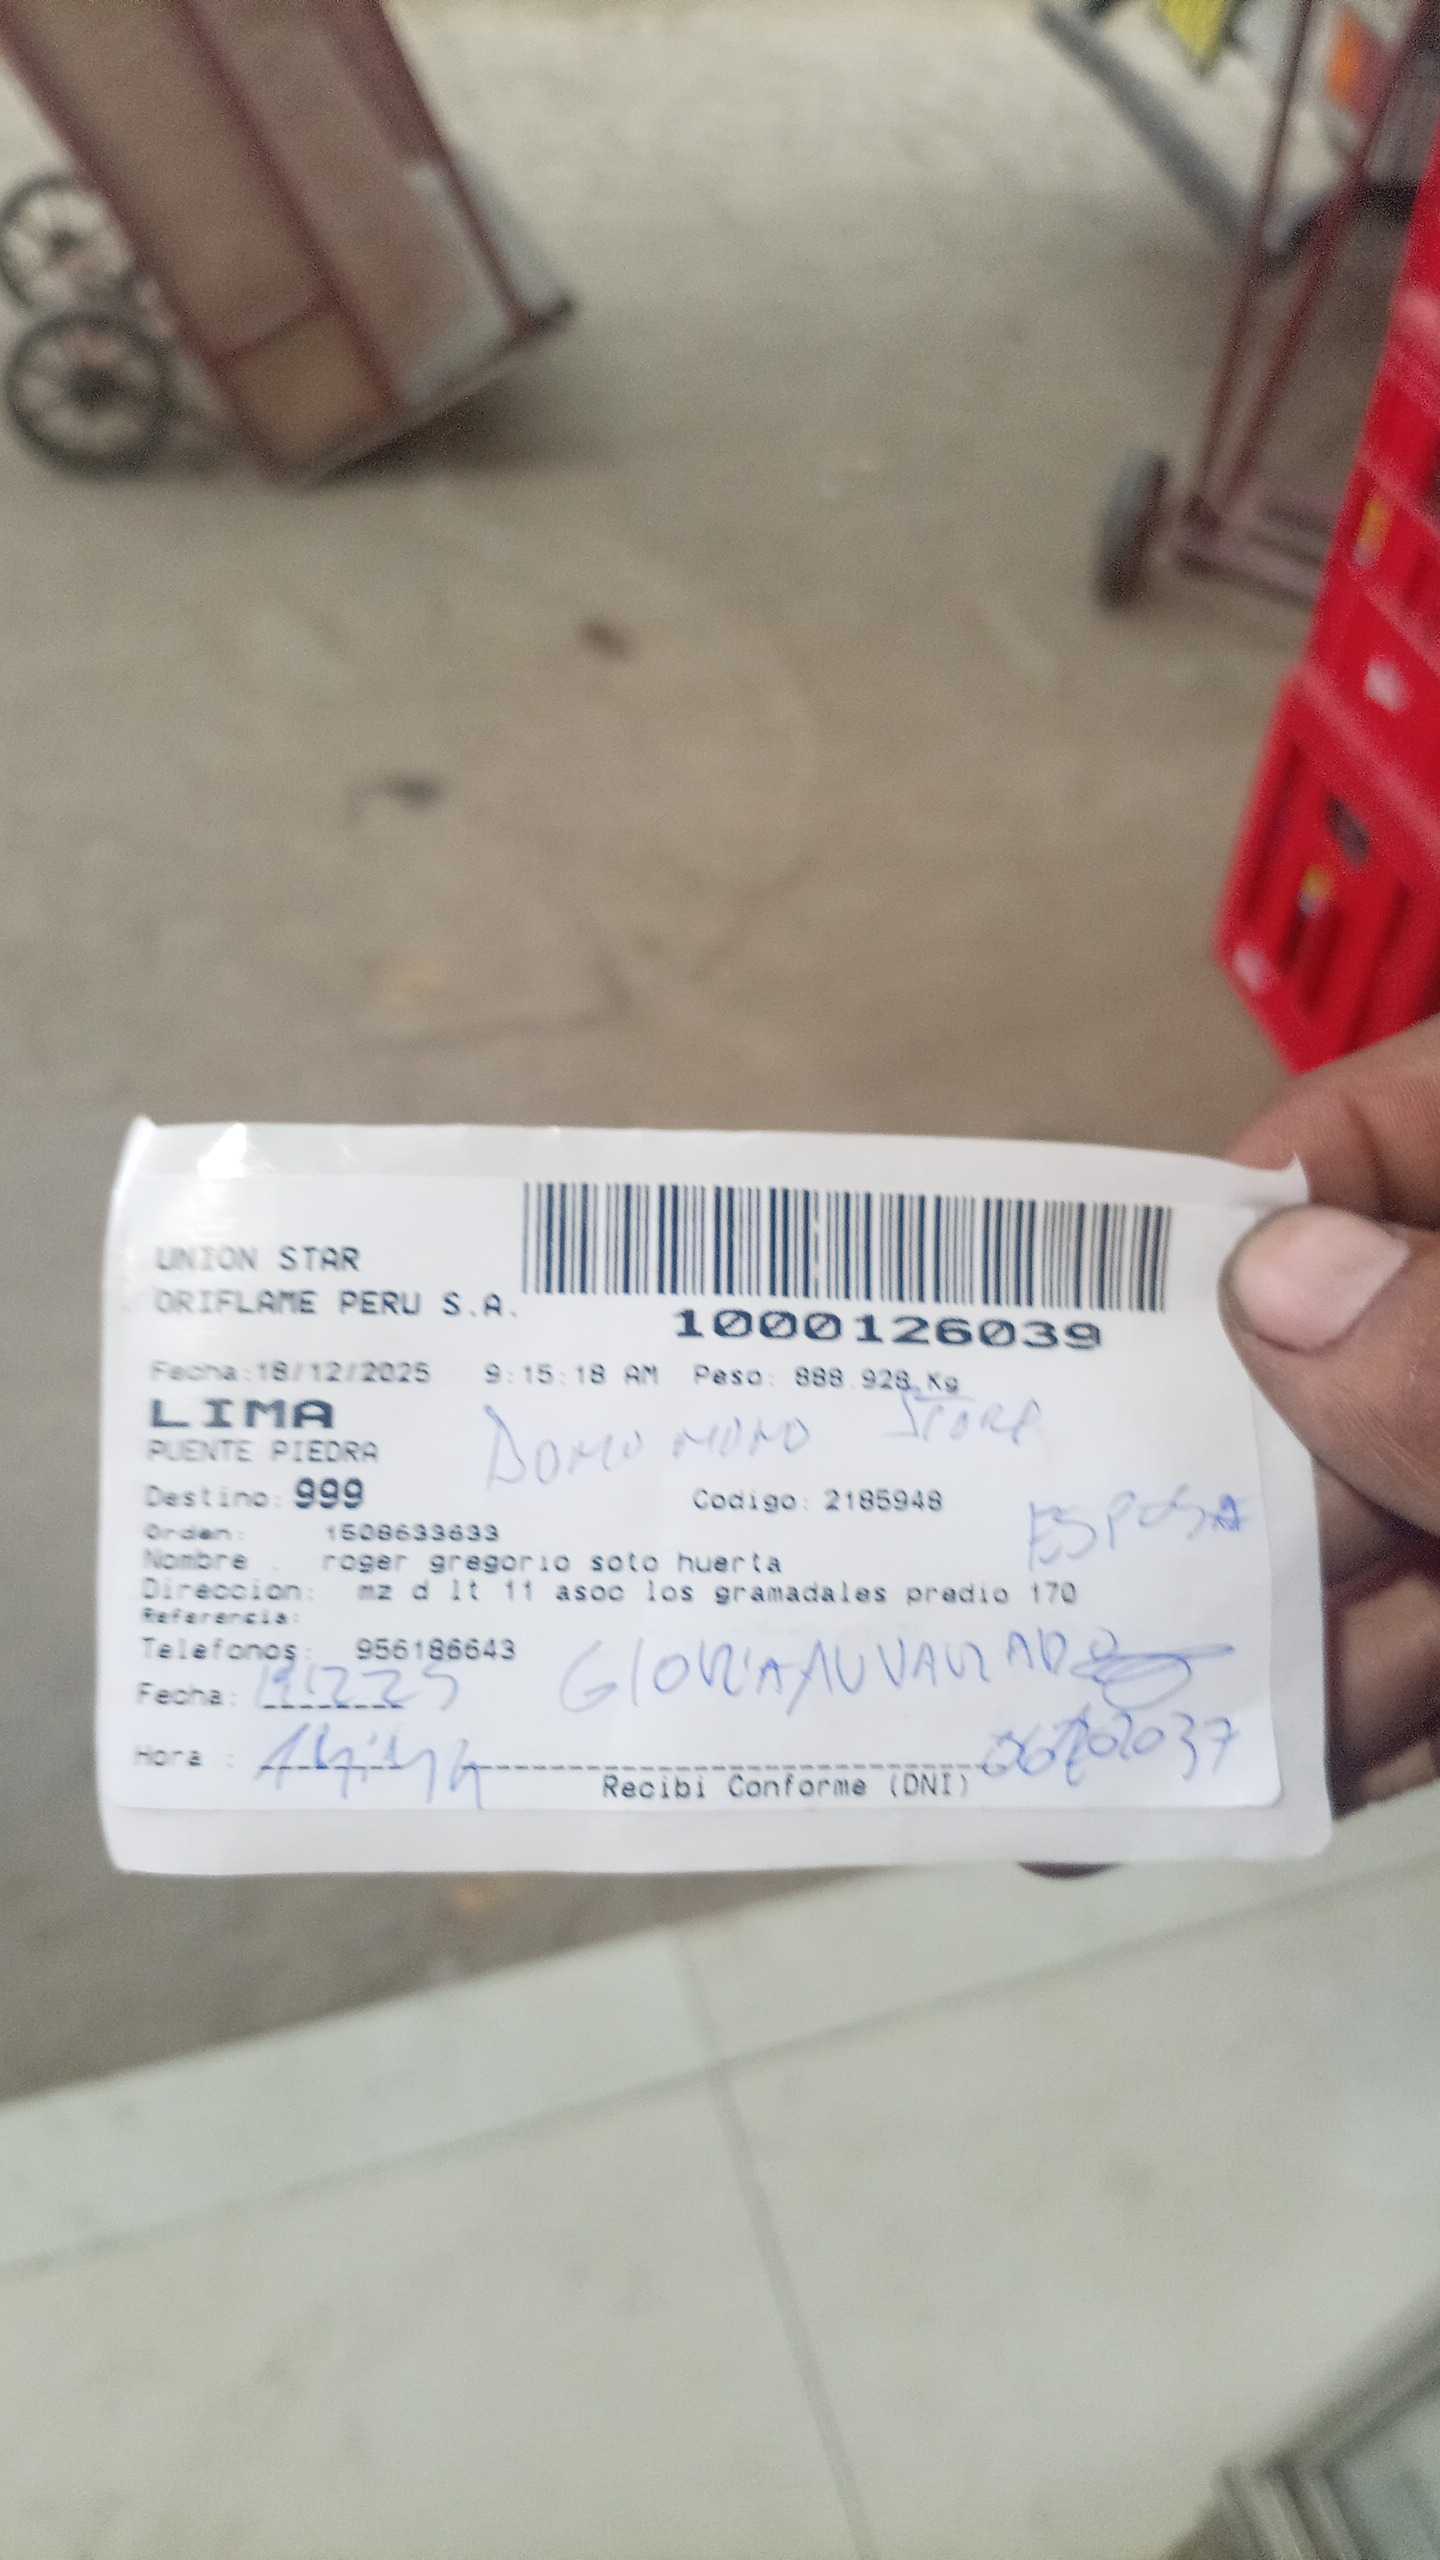 UNION STAR
ORIFLAME PERU S.A.
1000126039
Fecha:18/12/2025 9:15:18 AM Peso: 888.928 Kg
LIMA
PUENTE PIEDRA
Destino: 999 Codigo: 2185948
ESPOSA
Orden: 1508633633
Nombre . roger gregorio soto huerta
Direccion: mz d lt 11 asoc los gramadales predio 170
Referencia:
Telefonos: 956186643
Fecha:
Hora :
Recibi Conforme (DNI)